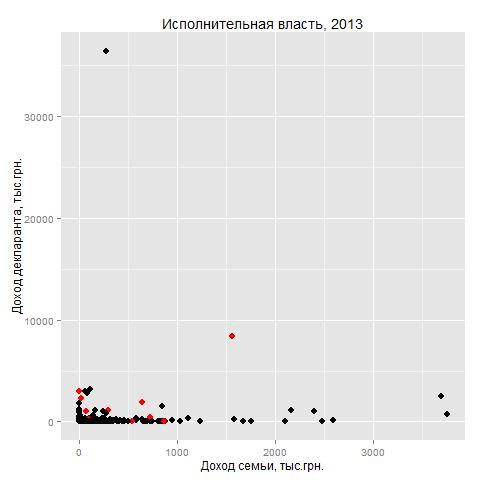 Исполнительная власть, 2013
Доход декларанта, тыс.грн.
30000
20000
10000
0
0
1000
2000
3000
Доход семьи, тыс.грн.